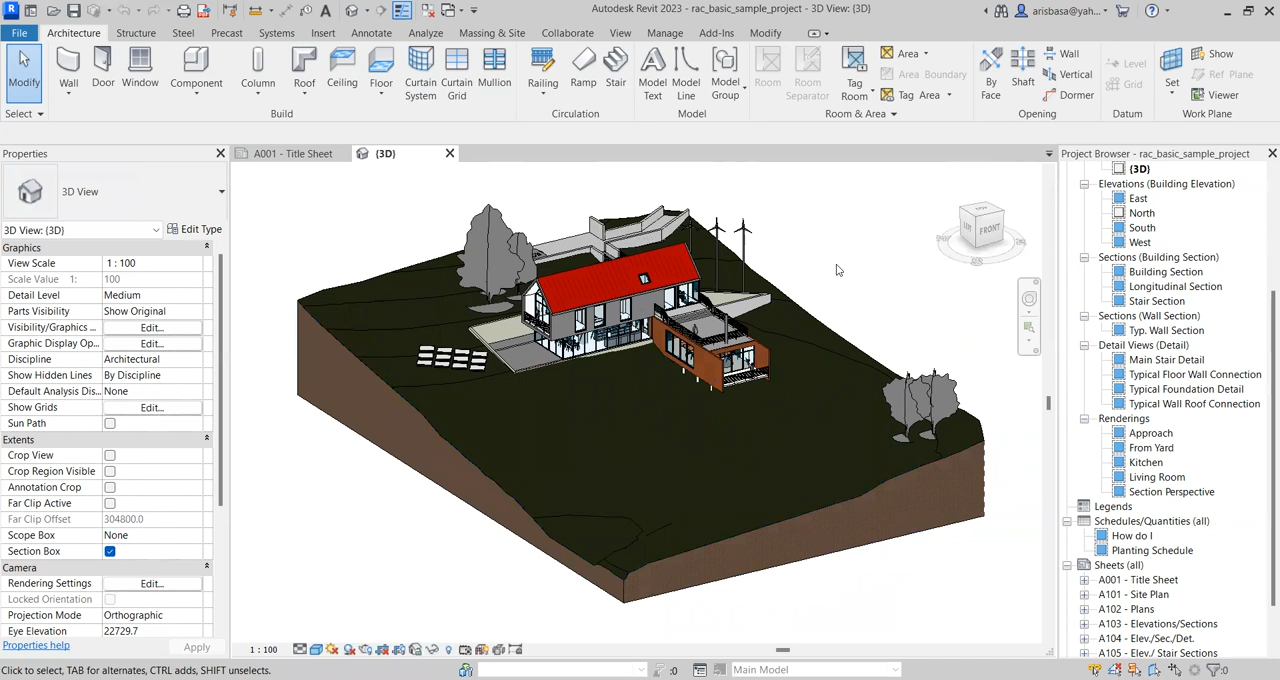 Autodesk Revit 2023 - rac_basic_sample_project - 3D View: {3D}
arisbasa@yah...
File Architecture Structure Steel Precast Systems Insert Annotate Analyze Massing & Site Collaborate View Manage Add-Ins Modify
Modify
Wall
Door
Window
Component
Column
Roof
Ceiling
Floor
Curtain System
Curtain Grid
Mullion
Railing
Ramp
Stair
Model Text
Model Line
Model Group
Room
Room Separator
Tag Room
Area
Area Boundary
Tag Area
By Face
Shaft
Wall
Vertical
Dormer
Level
Grid
Set
Show
Ref Plane
Viewer
Select Build Circulation Model Room & Area Opening Datum Work Plane
Properties
3D View
3D View: {3D} Edit Type
Graphics
View Scale 1 : 100
Scale Value 1: 100
Detail Level Medium
Parts Visibility Show Original
Visibility/Graphics ... Edit...
Graphic Display Op... Edit...
Discipline Architectural
Show Hidden Lines By Discipline
Default Analysis Dis... None
Show Grids Edit...
Sun Path
Extents
Crop View
Crop Region Visible
Annotation Crop
Far Clip Active
Far Clip Offset 304800.0
Scope Box None
Section Box
Camera
Rendering Settings Edit...
Locked Orientation
Projection Mode Orthographic
Eye Elevation 22729.7
Properties help Apply
A001 - Title Sheet {3D}
FRONT
1 : 100
Project Browser - rac_basic_sample_project
{3D}
Elevations (Building Elevation)
East
North
South
West
Sections (Building Section)
Building Section
Longitudinal Section
Stair Section
Sections (Wall Section)
Typ. Wall Section
Detail Views (Detail)
Main Stair Detail
Typical Floor Wall Connection
Typical Foundation Detail
Typical Wall Roof Connection
Renderings
Approach
From Yard
Kitchen
Living Room
Section Perspective
Legends
Schedules/Quantities (all)
How do I
Planting Schedule
Sheets (all)
A001 - Title Sheet
A101 - Site Plan
A102 - Plans
A103 - Elevations/Sections
A104 - Elev./Sec./Det.
A105 - Elev./ Stair Sections
Click to select, TAB for alternates, CTRL adds, SHIFT unselects. :0 Main Model :0